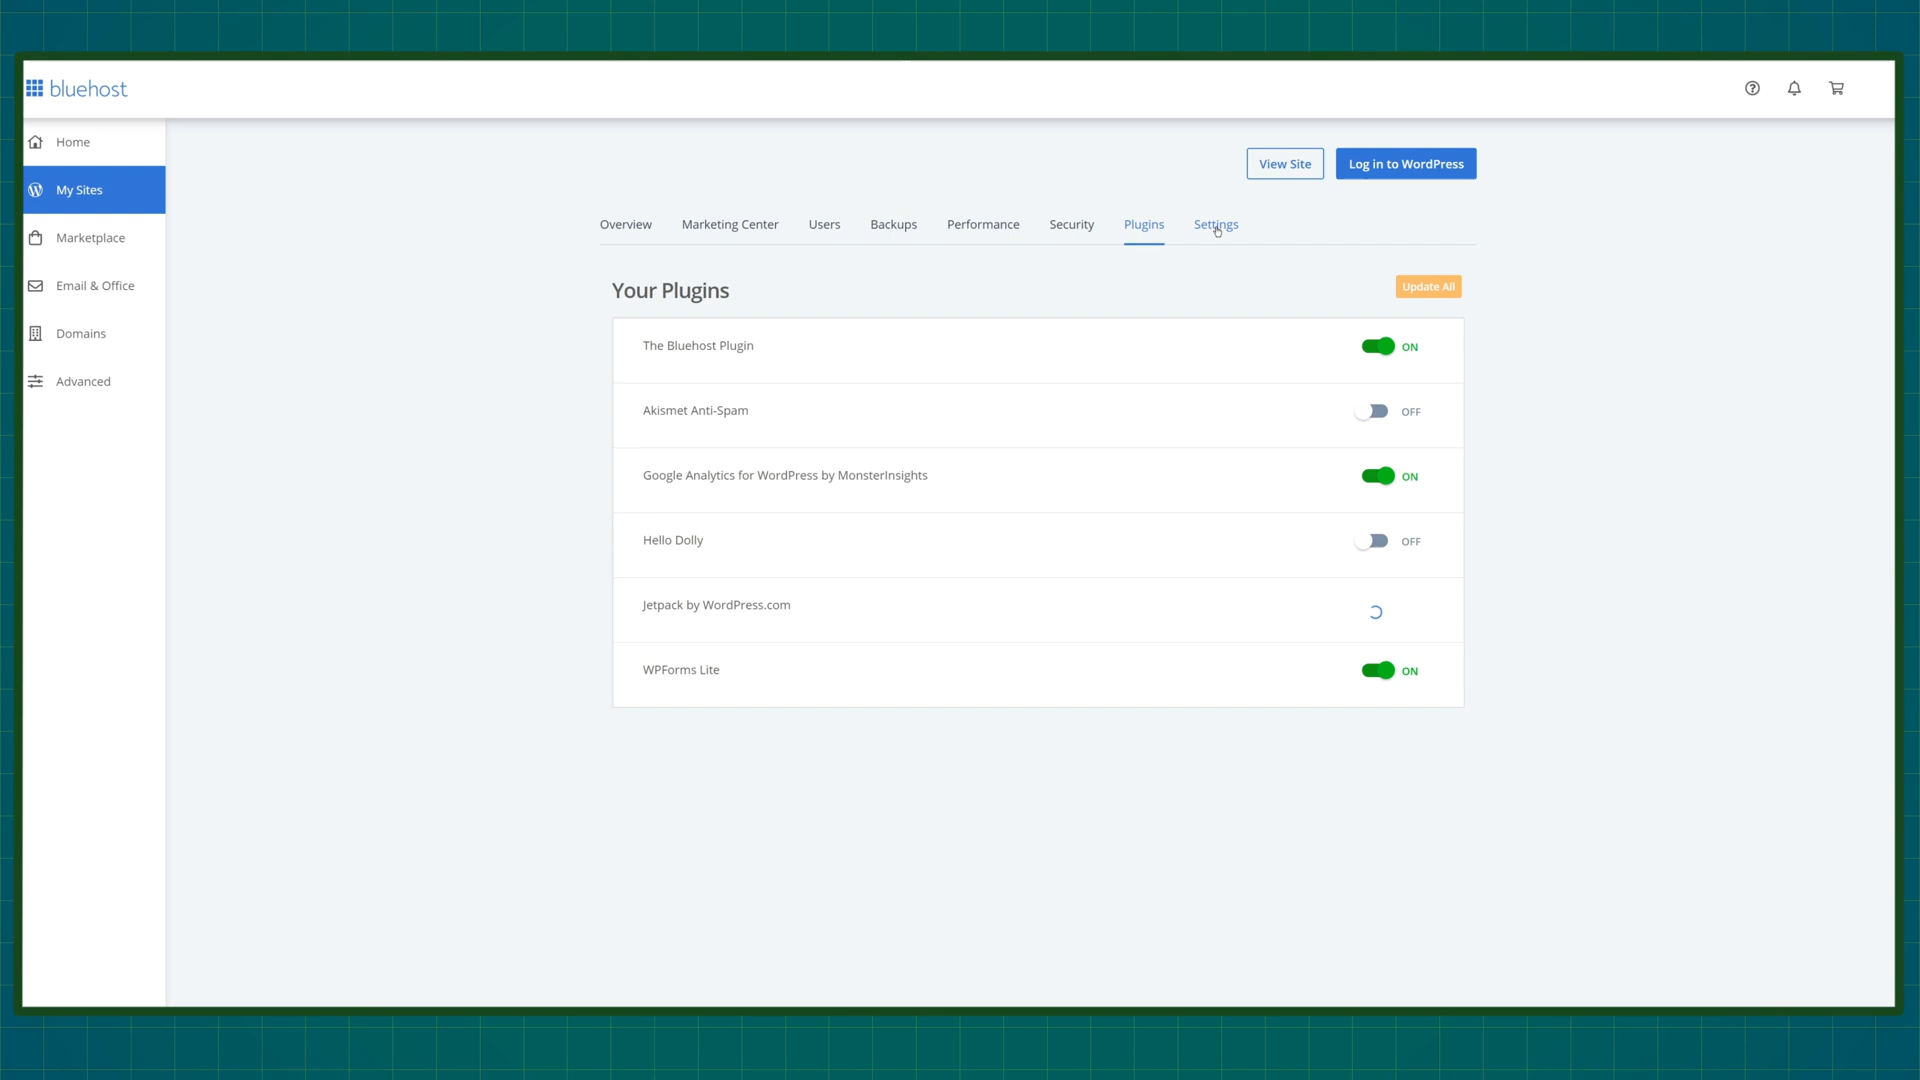 bluehost
Home
My Sites
Marketplace
Email & Office
Domains
Advanced
View Site
Log in to WordPress
Overview Marketing Center Users Backups Performance Security Plugins Settings
Your Plugins
Update All
The Bluehost Plugin ON
Akismet Anti-Spam OFF
Google Analytics for WordPress by MonsterInsights ON
Hello Dolly OFF
Jetpack by WordPress.com
WPForms Lite ON